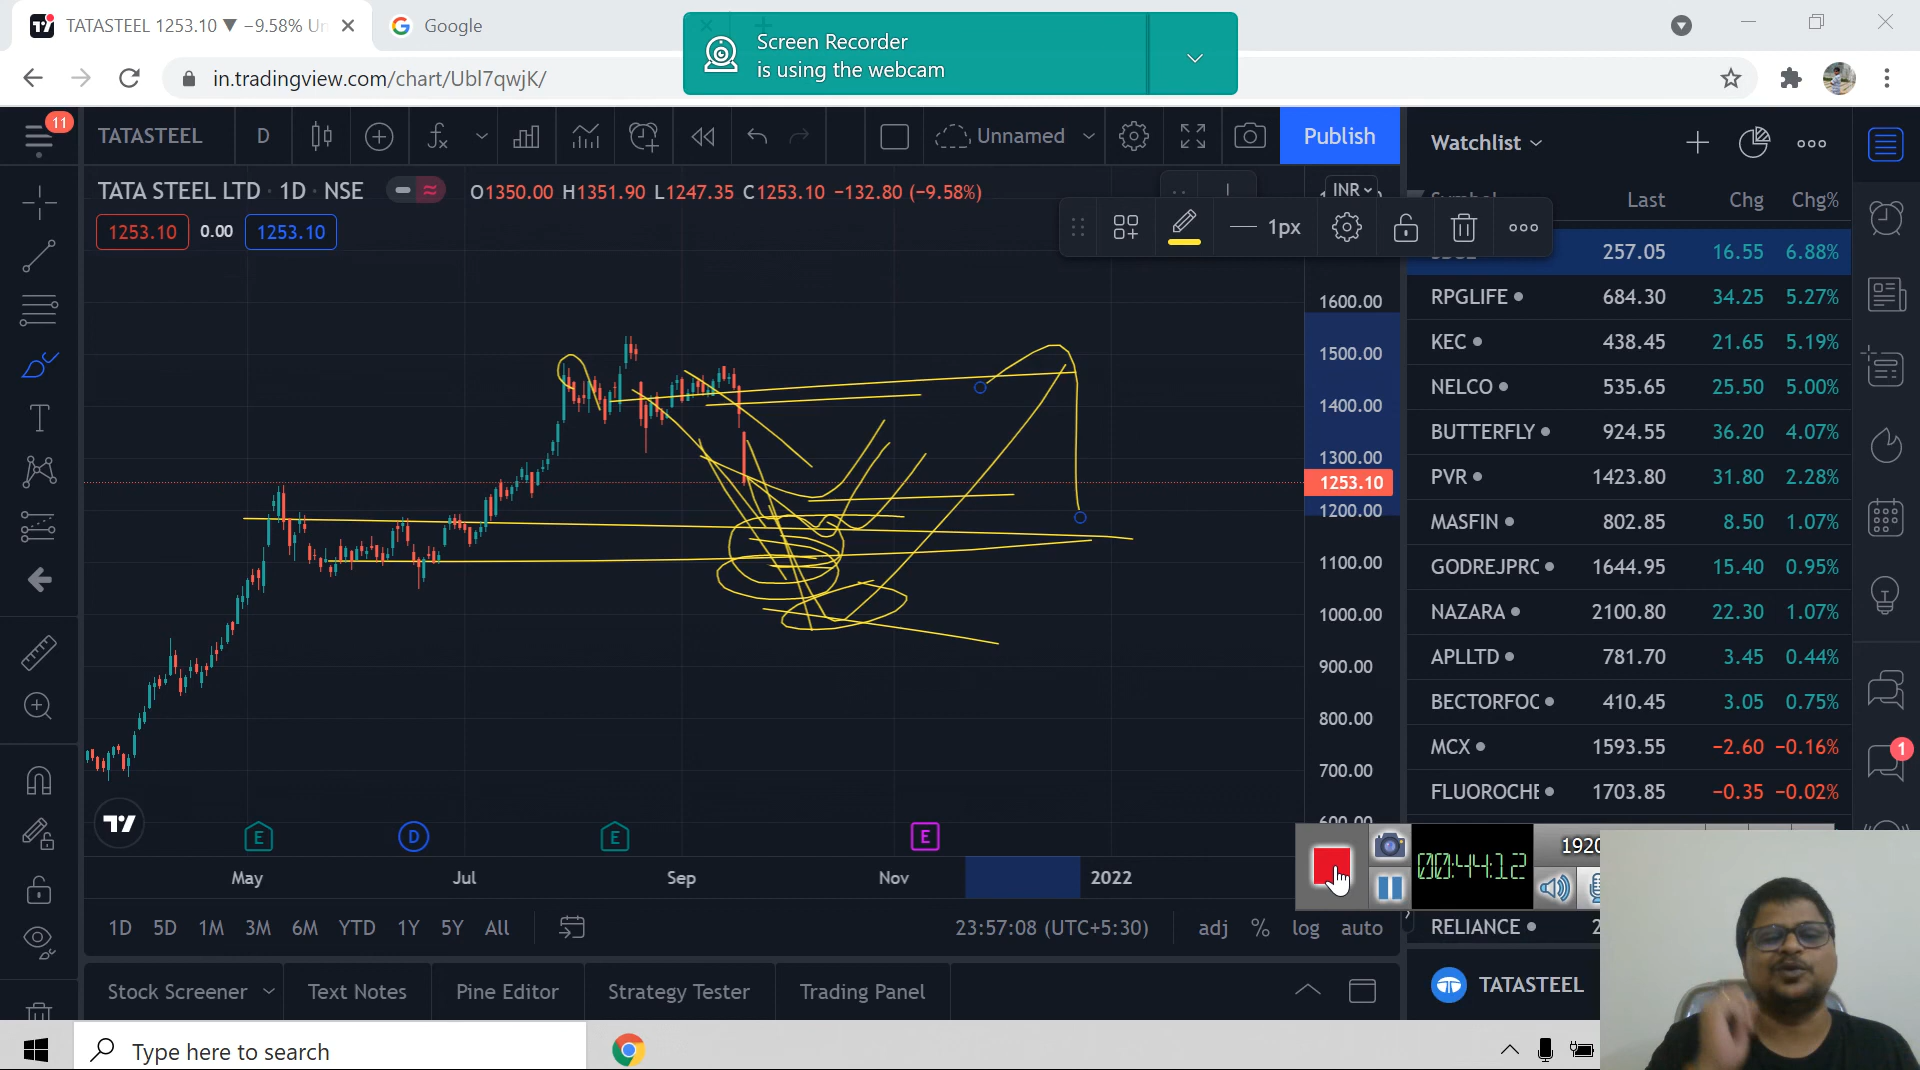 TATASTEEL 1253.10 ▼ −9.58% Un
Google
Screen Recorder
is using the webcam
in.tradingview.com/chart/Ubl7qwjK/
11
TATASTEEL
D
Unnamed
Publish
Watchlist
TATA STEEL LTD · 1D · NSE
O1350.00 H1351.90 L1247.35 C1253.10 −132.80 (−9.58%)
INR
1253.10
0.00
1253.10
1px
Last Chg Chg%
257.05 16.55 6.88%
RPGLIFE 684.30 34.25 5.27%
KEC 438.45 21.65 5.19%
NELCO 535.65 25.50 5.00%
BUTTERFLY 924.55 36.20 4.07%
PVR 1423.80 31.80 2.28%
MASFIN 802.85 8.50 1.07%
GODREJPRC 1644.95 15.40 0.95%
NAZARA 2100.80 22.30 1.07%
APLLTD 781.70 3.45 0.44%
BECTORFOC 410.45 3.05 0.75%
MCX 1593.55 −2.60 −0.16%
FLUOROCHE 1703.85 −0.35 −0.02%
RELIANCE 2
TATASTEEL
1
1600.00
1500.00
1400.00
1300.00
1253.10
1200.00
1100.00
1000.00
900.00
800.00
700.00
600.00
E
D
E
E
May
Jul
Sep
Nov
2022
00:44:12
1920
1D 5D 1M 3M 6M YTD 1Y 5Y All
23:57:08 (UTC+5:30)
adj % log auto
Stock Screener
Text Notes
Pine Editor
Strategy Tester
Trading Panel
Type here to search